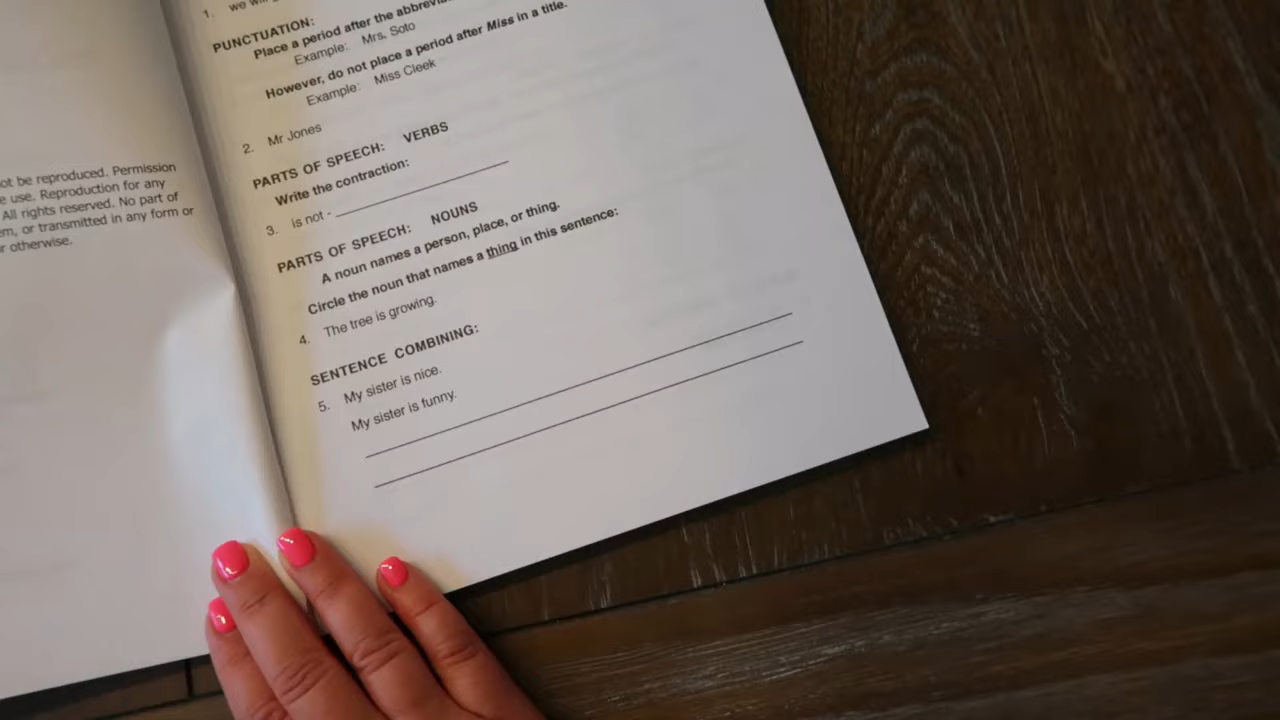 ot be reproduced. Permission
e use. Reproduction for any
All rights reserved. No part of
em, or transmitted in any form or
r otherwise.
1. we will
PUNCTUATION:
Place a period after the abbrevia
Example: Mrs. Soto
However, do not place a period after Miss in a title.
Example: Miss Cleek
2. Mr Jones
PARTS OF SPEECH: VERBS
Write the contraction:
3. is not -
PARTS OF SPEECH: NOUNS
A noun names a person, place, or thing.
Circle the noun that names a thing in this sentence:
4. The tree is growing.
SENTENCE COMBINING:
5. My sister is nice.
My sister is funny.